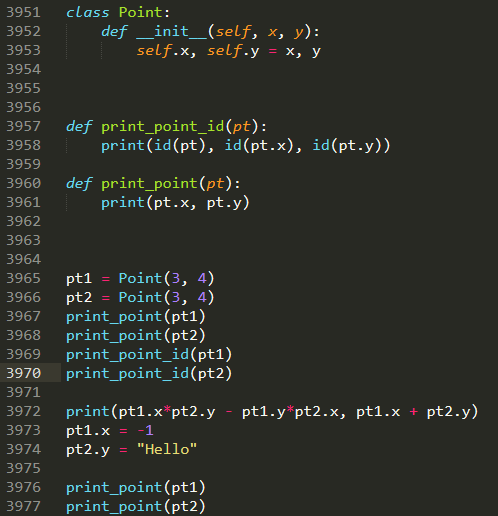 3951 class Point:
3952     def __init__(self, x, y):
3953         self.x, self.y = x, y
3954
3955
3956
3957 def print_point_id(pt):
3958     print(id(pt), id(pt.x), id(pt.y))
3959
3960 def print_point(pt):
3961     print(pt.x, pt.y)
3962
3963
3964
3965 pt1 = Point(3, 4)
3966 pt2 = Point(3, 4)
3967 print_point(pt1)
3968 print_point(pt2)
3969 print_point_id(pt1)
3970 print_point_id(pt2)
3971
3972 print(pt1.x*pt2.y - pt1.y*pt2.x, pt1.x + pt2.y)
3973 pt1.x = -1
3974 pt2.y = "Hello"
3975
3976 print_point(pt1)
3977 print_point(pt2)